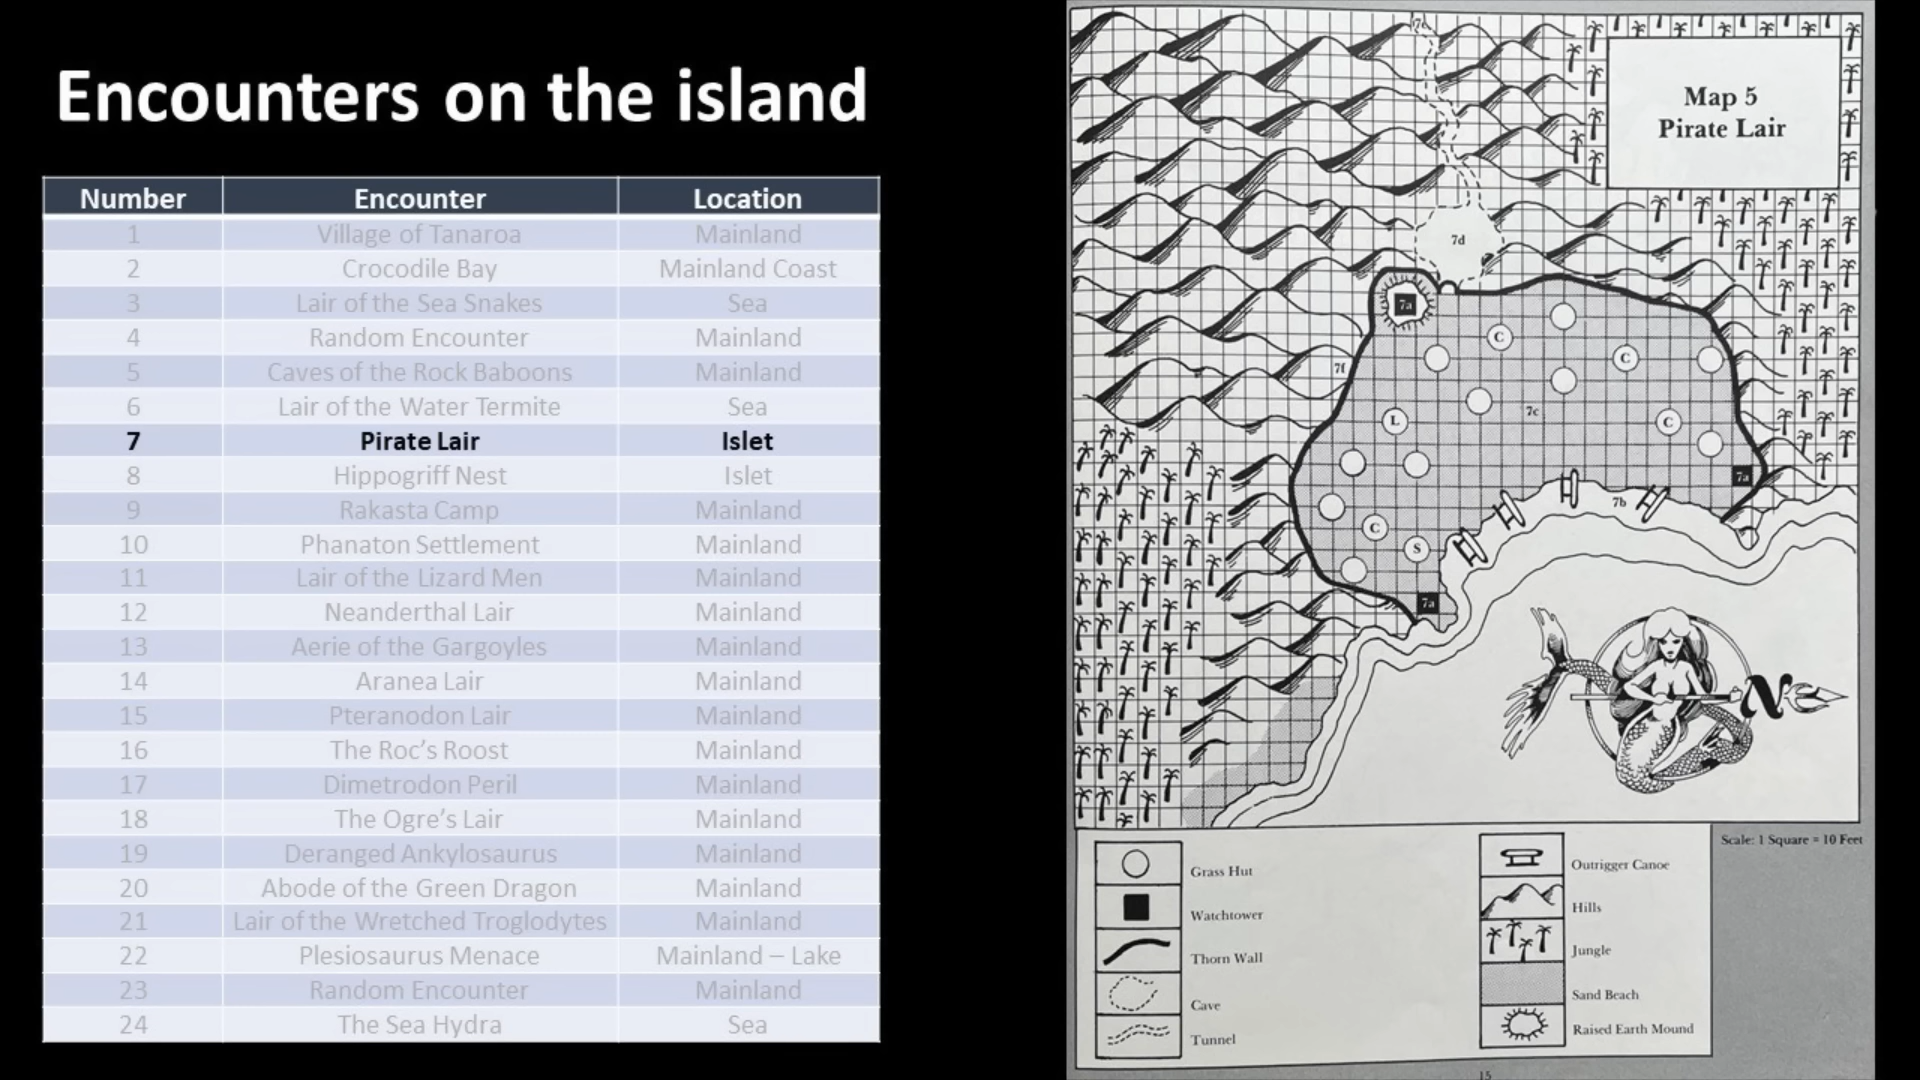 Encounters on the island
Number Encounter Location
1 Village of Tanaroa Mainland
2 Crocodile Bay Mainland Coast
3 Lair of the Sea Snakes Sea
4 Random Encounter Mainland
5 Caves of the Rock Baboons Mainland
6 Lair of the Water Termite Sea
7 Pirate Lair Islet
8 Hippogriff Nest Islet
9 Rakasta Camp Mainland
10 Phanaton Settlement Mainland
11 Lair of the Lizard Men Mainland
12 Neanderthal Lair Mainland
13 Aerie of the Gargoyles Mainland
14 Aranea Lair Mainland
15 Pteranodon Lair Mainland
16 The Roc's Roost Mainland
17 Dimetrodon Peril Mainland
18 The Ogre's Lair Mainland
19 Deranged Ankylosaurus Mainland
20 Abode of the Green Dragon Mainland
21 Lair of the Wretched Troglodytes Mainland
22 Plesiosaurus Menace Mainland – Lake
23 Random Encounter Mainland
24 The Sea Hydra Sea
Map 5
Pirate Lair
7d
7a
C
C
7f
7c
L
C
7a
7b
C
S
7a
N
Scale: 1 Square = 10 Feet
Grass Hut
Watchtower
Thorn Wall
Cave
Tunnel
Outrigger Canoe
Hills
Jungle
Sand Beach
Raised Earth Mound
15